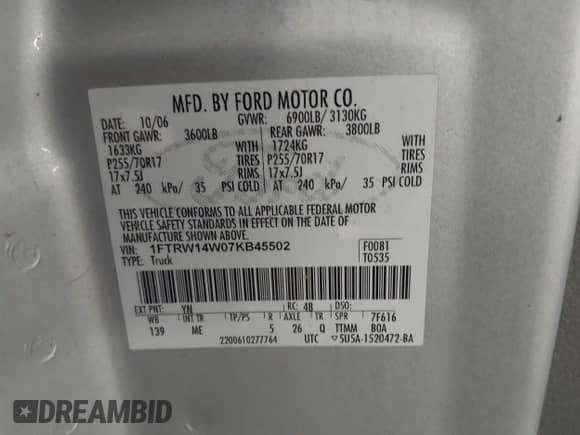 MFD. BY FORD MOTOR CO.
DATE: 10/06 GVWR: 6900LB/ 3130KG
FRONT GAWR: 3600LB REAR GAWR: 3800LB
1633KG WITH 1724KG WITH
P255/70R17 TIRES P255/70R17 TIRES
17x7.5J RIMS 17x7.5J RIMS
AT 240 kPa/ 35 PSI COLD AT 240 kPa/ 35 PSI COLD
THIS VEHICLE CONFORMS TO ALL APPLICABLE FEDERAL MOTOR
VEHICLE SAFETY STANDARDS IN EFFECT ON THE DATE OF
MANUFACTURE SHOWN ABOVE.
VIN: 1FTRW14W07KB45502 F0081
TYPE: Truck T0535
EXT PNT: YN RC: 48 DSO:
WB INT TR TP/PS R AXLE TR SPR 7F616
139 ME 5 26 Q TTMM BOA
2200610277764 UTC 5U5A-1520472-BA
DREAMBID